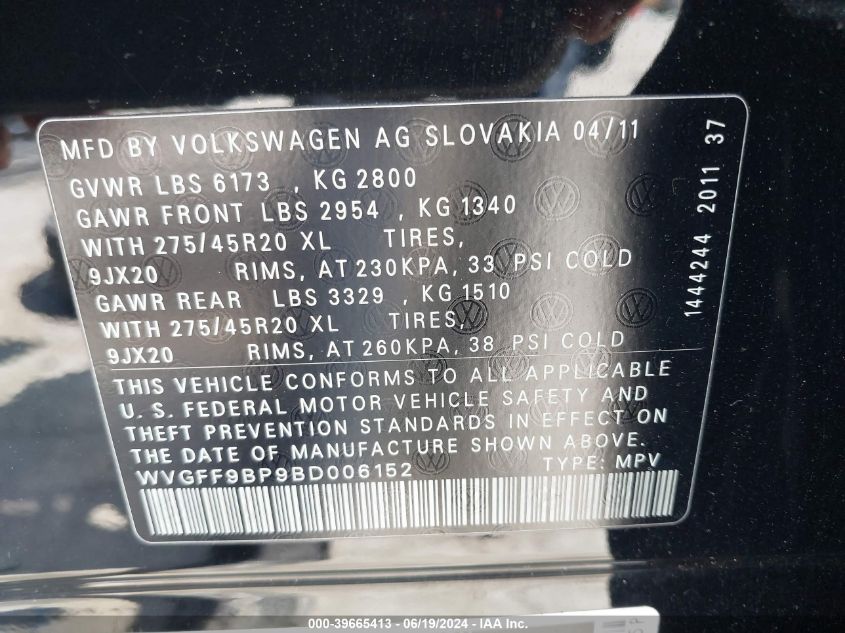 MFD BY VOLKSWAGEN AG SLOVAKIA 04/11
GVWR LBS 6173 , KG 2800
GAWR FRONT LBS 2954 , KG 1340
WITH 275/45R20 XL TIRES,
9JX20 RIMS, AT 230KPA, 33 PSI COLD
GAWR REAR LBS 3329 , KG 1510
WITH 275/45R20 XL TIRES,
9JX20 RIMS, AT 260KPA, 38 PSI COLD
THIS VEHICLE CONFORMS TO ALL APPLICABLE
U. S. FEDERAL MOTOR VEHICLE SAFETY AND
THEFT PREVENTION STANDARDS IN EFFECT ON
THE DATE OF MANUFACTURE SHOWN ABOVE.
WVGFF9BP9BD006152 TYPE: MPV
1444244 2011 37
000-39665413 - 06/19/2024 - IAA Inc.